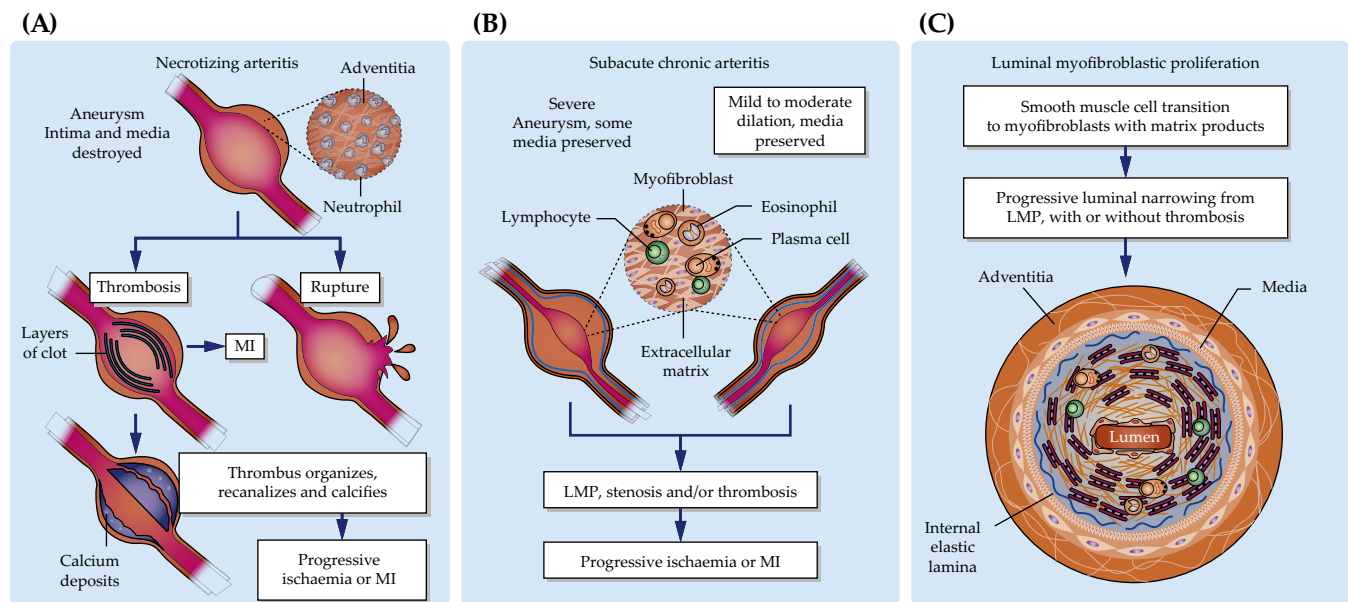 (A)
Necrotizing arteritis
Adventitia
Aneurysm
Intima and media
destroyed
Neutrophil
Thrombosis
Rupture
Layers
of clot
MI
Thrombus organizes,
recanalizes and calcifies
Calcium
deposits
Progressive
ischaemia or MI
(B)
Subacute chronic arteritis
Severe
Aneurysm, some
media preserved
Mild to moderate
dilation, media
preserved
Myofibroblast
Lymphocyte
Eosinophil
Plasma cell
Extracellular
matrix
LMP, stenosis and/or thrombosis
Progressive ischaemia or MI
(C)
Luminal myofibroblastic proliferation
Smooth muscle cell transition
to myofibroblasts with matrix products
Progressive luminal narrowing from
LMP, with or without thrombosis
Adventitia
Media
Lumen
Internal
elastic
lamina